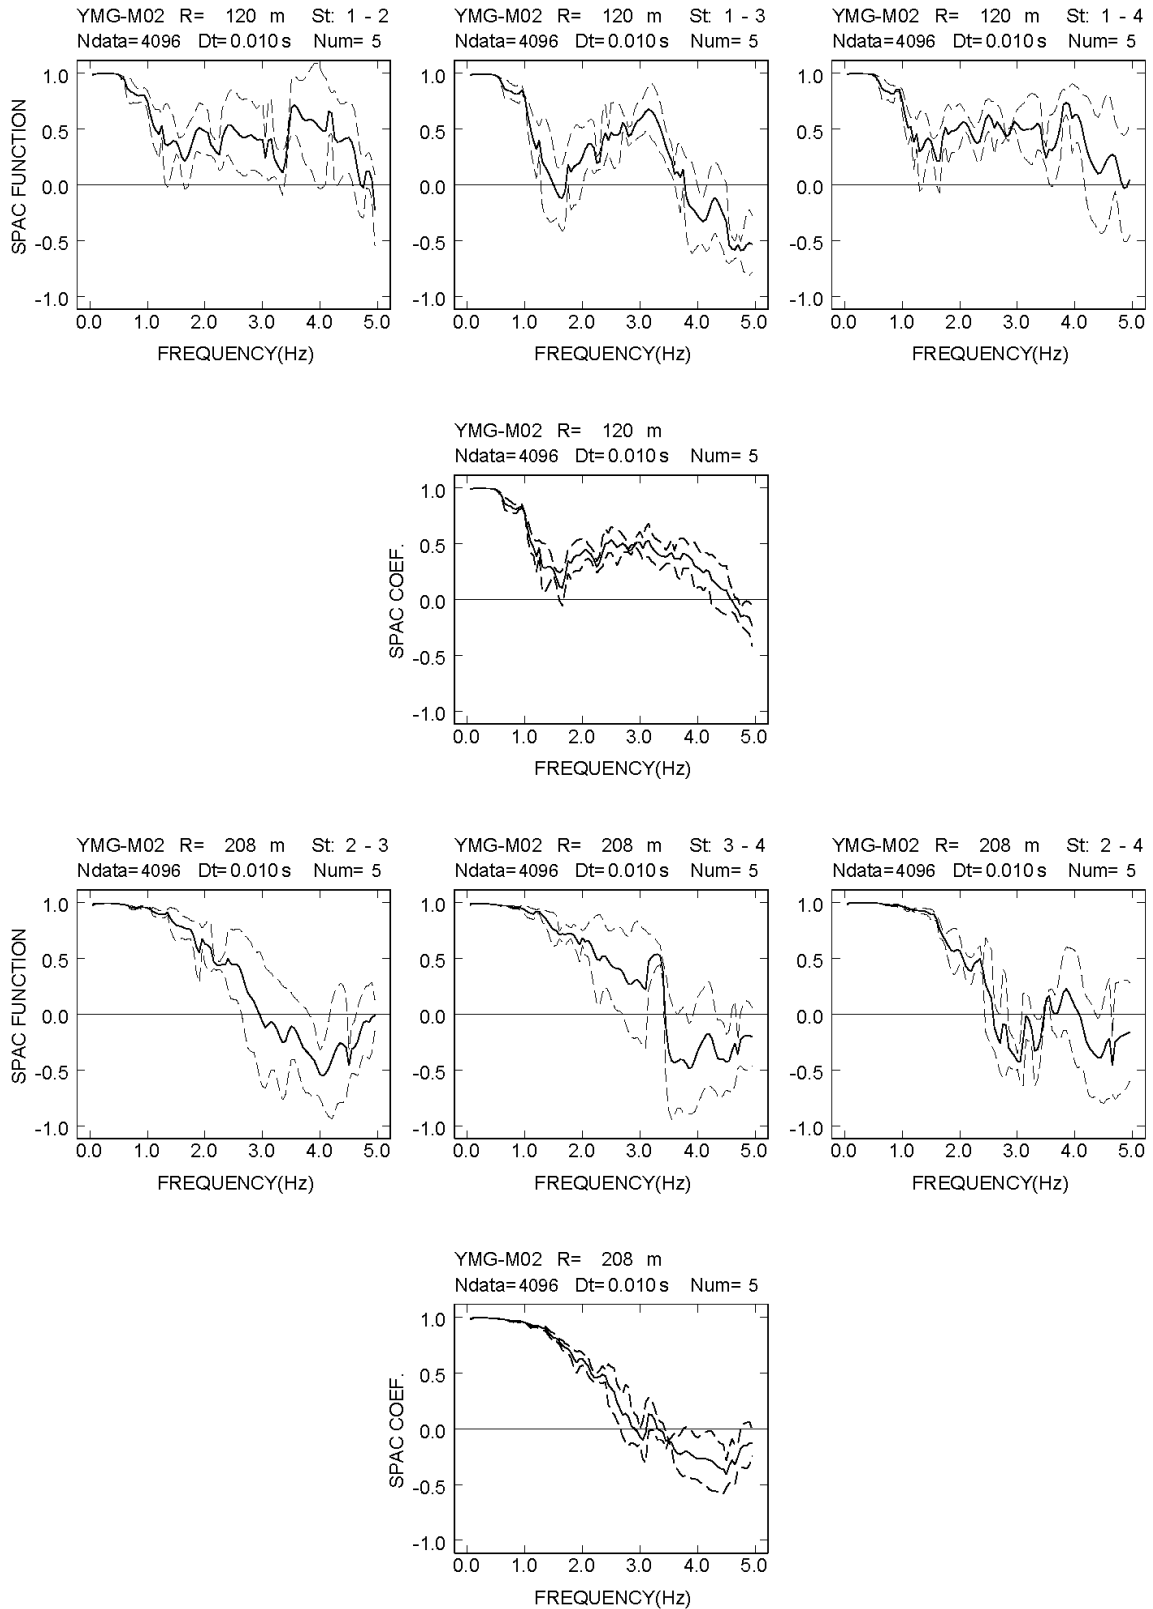 YMG-M02 R= 120 m St: 1 - 2
Ndata=4096 Dt=0.010 s Num= 5
1.0
0.5
0.0
-0.5
-1.0
SPAC FUNCTION
0.0 1.0 2.0 3.0 4.0 5.0
FREQUENCY(Hz)
YMG-M02 R= 120 m St: 1 - 3
Ndata=4096 Dt=0.010 s Num= 5
1.0
0.5
0.0
-0.5
-1.0
0.0 1.0 2.0 3.0 4.0 5.0
FREQUENCY(Hz)
YMG-M02 R= 120 m St: 1 - 4
Ndata=4096 Dt=0.010 s Num= 5
1.0
0.5
0.0
-0.5
-1.0
0.0 1.0 2.0 3.0 4.0 5.0
FREQUENCY(Hz)
YMG-M02 R= 120 m
Ndata=4096 Dt=0.010 s Num= 5
1.0
0.5
0.0
-0.5
-1.0
SPAC COEF.
0.0 1.0 2.0 3.0 4.0 5.0
FREQUENCY(Hz)
YMG-M02 R= 208 m St: 2 - 3
Ndata=4096 Dt=0.010 s Num= 5
1.0
0.5
0.0
-0.5
-1.0
SPAC FUNCTION
0.0 1.0 2.0 3.0 4.0 5.0
FREQUENCY(Hz)
YMG-M02 R= 208 m St: 3 - 4
Ndata=4096 Dt=0.010 s Num= 5
1.0
0.5
0.0
-0.5
-1.0
0.0 1.0 2.0 3.0 4.0 5.0
FREQUENCY(Hz)
YMG-M02 R= 208 m St: 2 - 4
Ndata=4096 Dt=0.010 s Num= 5
1.0
0.5
0.0
-0.5
-1.0
0.0 1.0 2.0 3.0 4.0 5.0
FREQUENCY(Hz)
YMG-M02 R= 208 m
Ndata=4096 Dt=0.010 s Num= 5
1.0
0.5
0.0
-0.5
-1.0
SPAC COEF.
0.0 1.0 2.0 3.0 4.0 5.0
FREQUENCY(Hz)